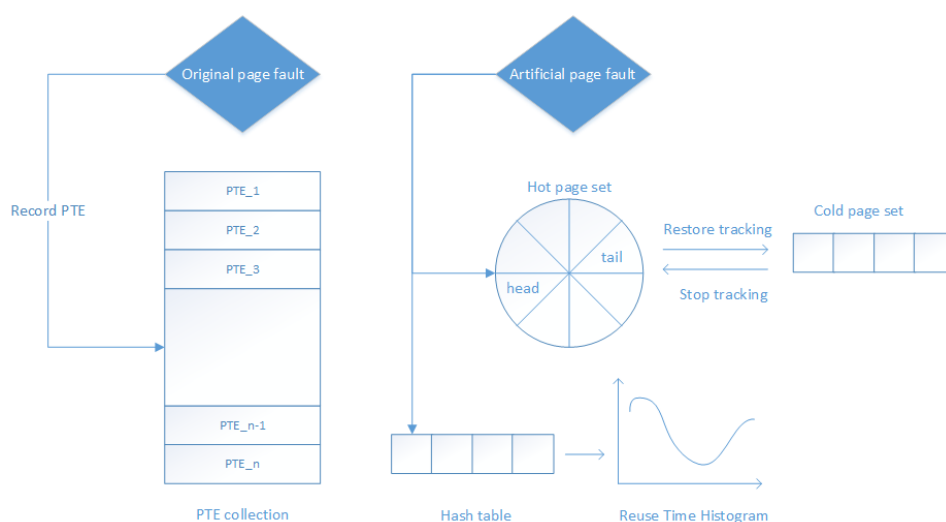 Original page fault
Artificial page fault
Record PTE
PTE_1
PTE_2
PTE_3
PTE_n-1
PTE_n
PTE collection
Hot page set
tail
head
Restore tracking
Stop tracking
Cold page set
Hash table
Reuse Time Histogram